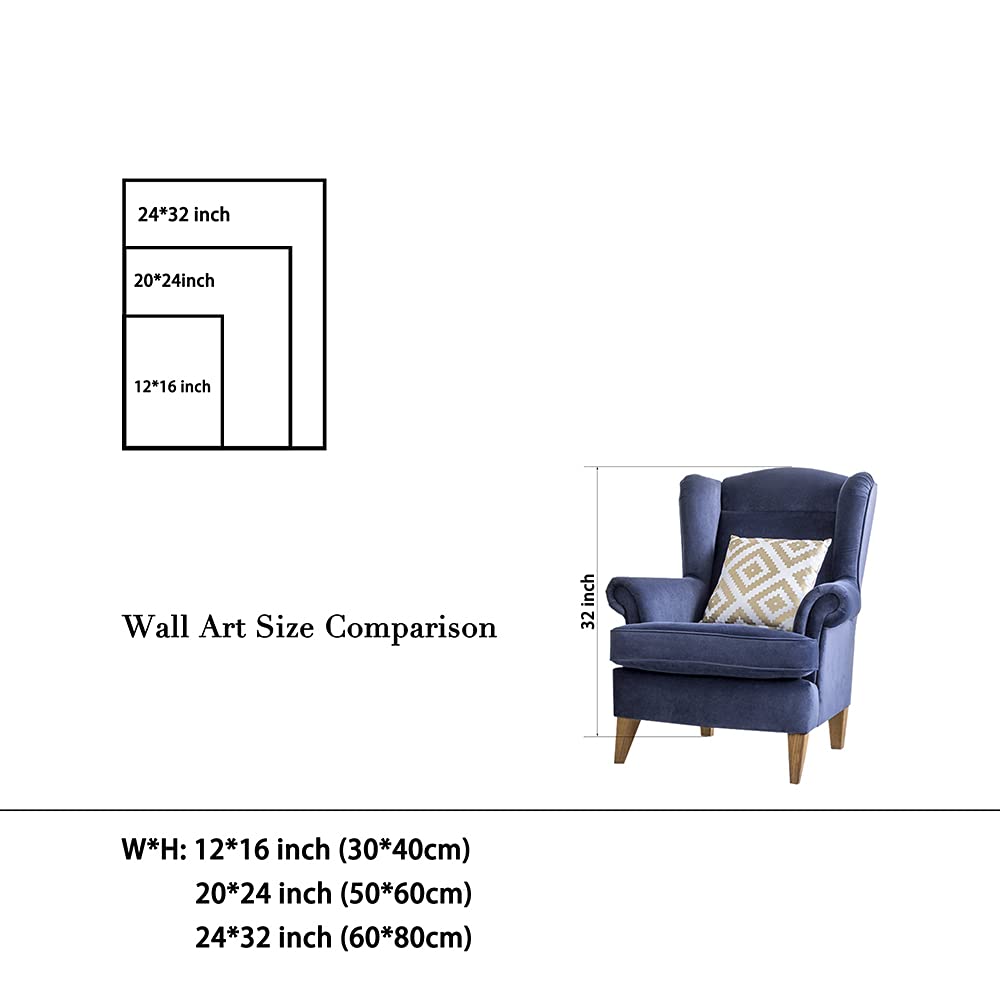 24*32 inch
20*24inch
12*16 inch
32 inch
Wall Art Size Comparison
W*H: 12*16 inch (30*40cm)
20*24 inch (50*60cm)
24*32 inch (60*80cm)